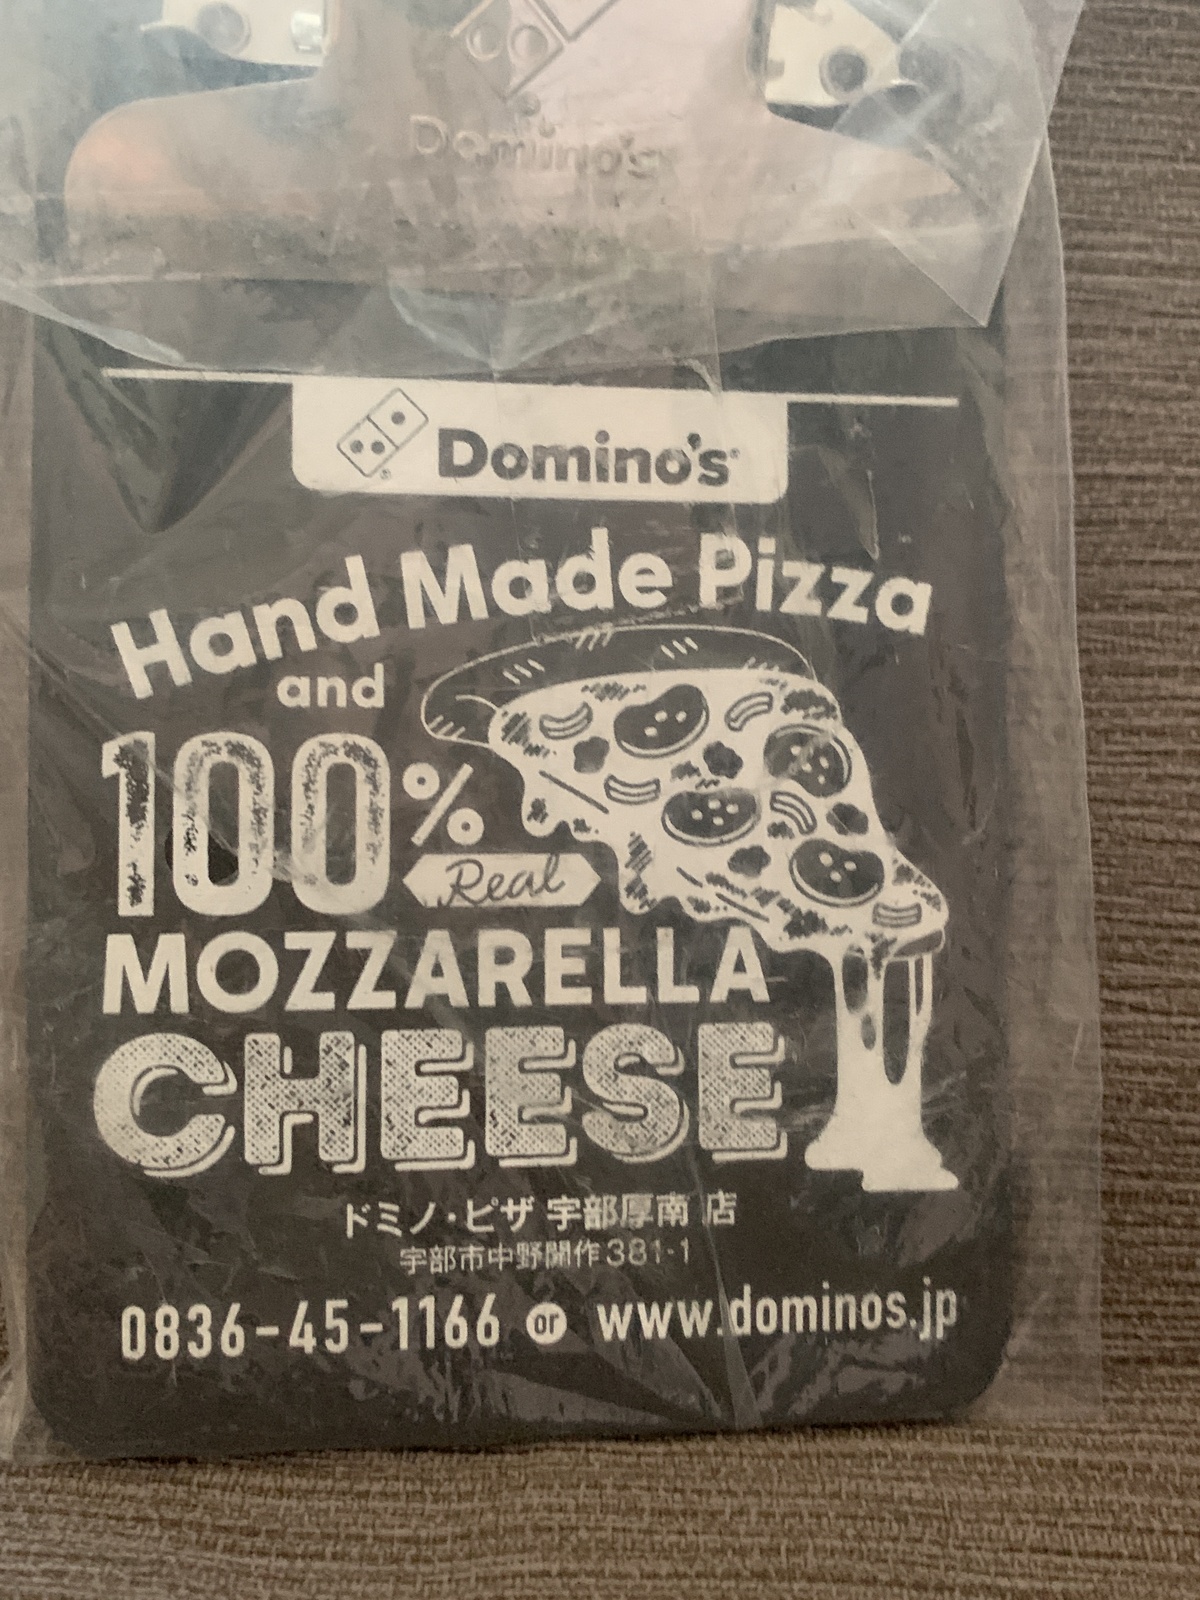 Domino's
Domino's
Hand Made Pizza
and
100%
Real
MOZZARELLA
CHEESE
ドミノ・ピザ 宇部厚南 店
宇部市中野開作381-1
0836-45-1166 or www.dominos.jp